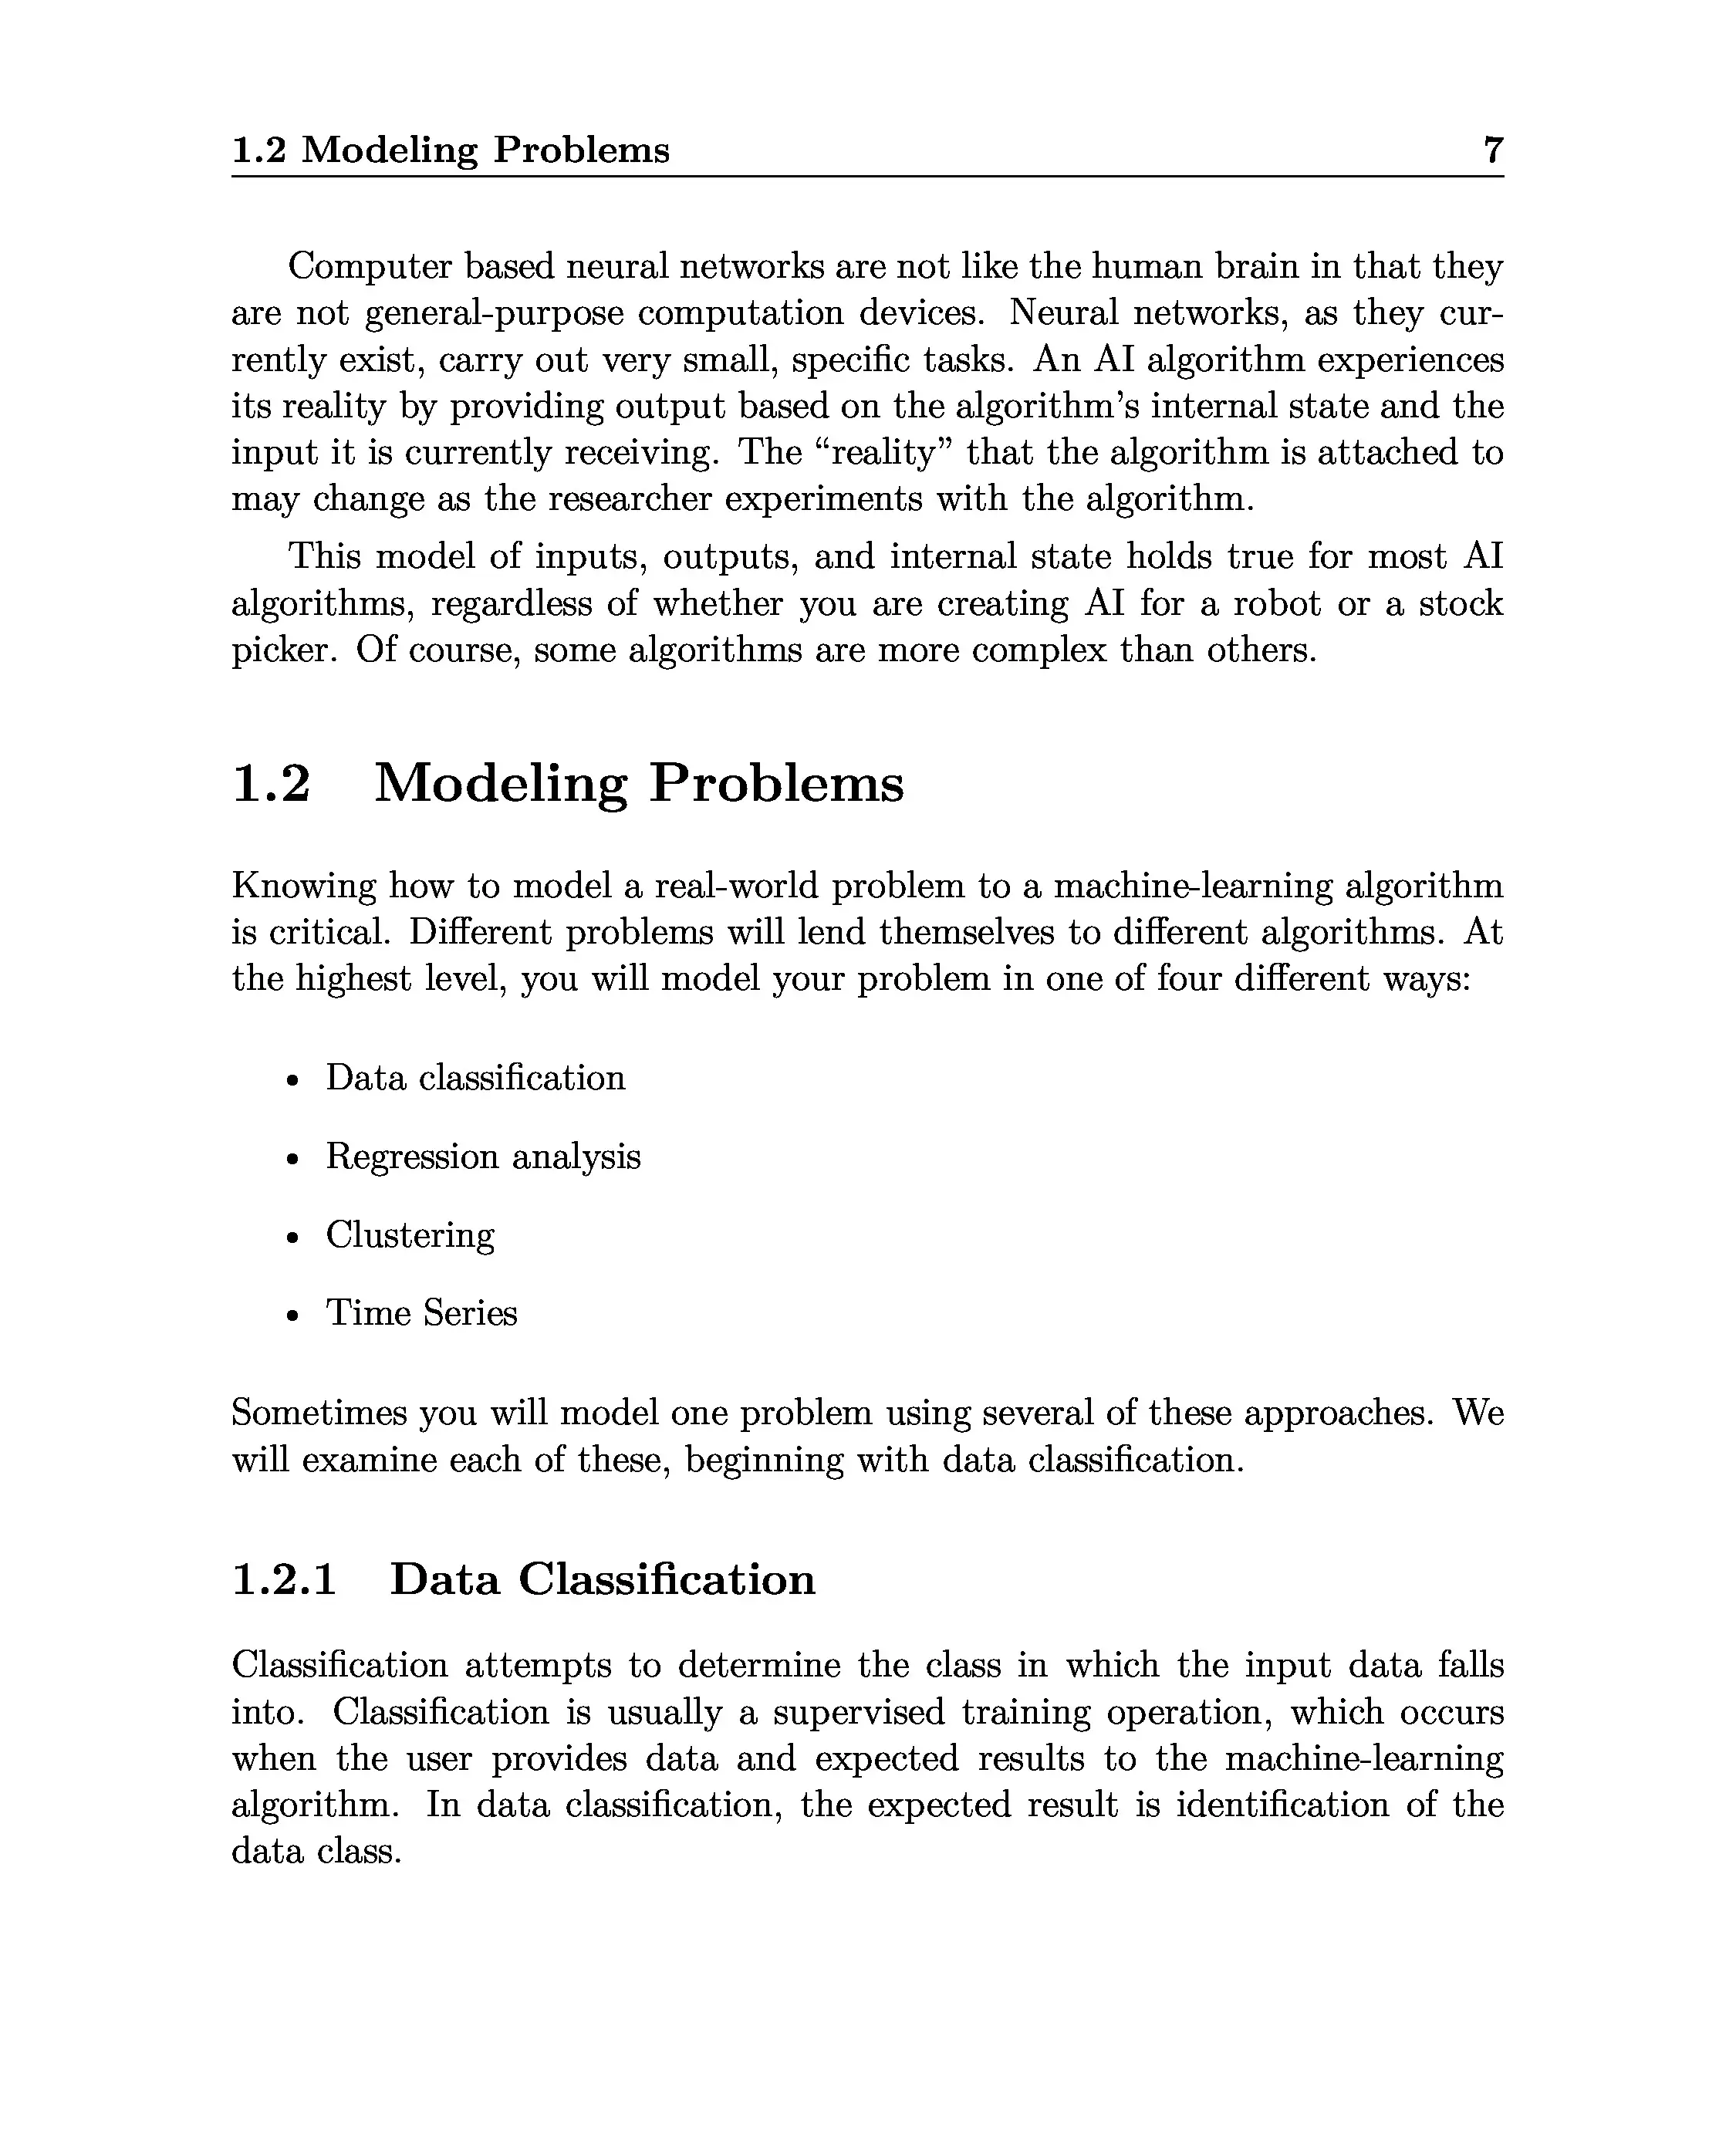 1.2 Modeling Problems 7
Computer based neural networks are not like the human brain in that they
are not general-purpose computation devices. Neural networks, as they cur-
rently exist, carry out very small, specific tasks. An AI algorithm experiences
its reality by providing output based on the algorithm's internal state and the
input it is currently receiving. The “reality” that the algorithm is attached to
may change as the researcher experiments with the algorithm.
This model of inputs, outputs, and internal state holds true for most AI
algorithms, regardless of whether you are creating AI for a robot or a stock
picker. Of course, some algorithms are more complex than others.
1.2 Modeling Problems
Knowing how to model a real-world problem to a machine-learning algorithm
is critical. Different problems will lend themselves to different algorithms. At
the highest level, you will model your problem in one of four different ways:
• Data classification
• Regression analysis
• Clustering
• Time Series
Sometimes you will model one problem using several of these approaches. We
will examine each of these, beginning with data classification.
1.2.1 Data Classification
Classification attempts to determine the class in which the input data falls
into. Classification is usually a supervised training operation, which occurs
when the user provides data and expected results to the machine-learning
algorithm. In data classification, the expected result is identification of the
data class.